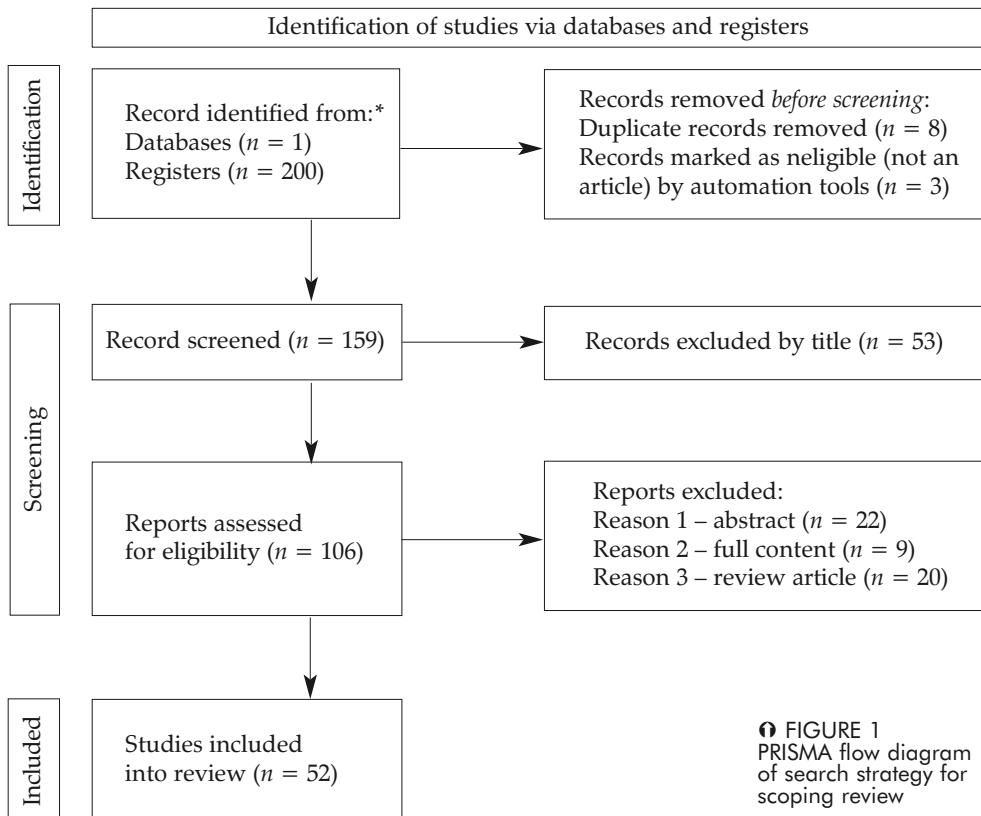 Identification of studies via databases and registers
Identification
Record identified from:*
Databases (n = 1)
Registers (n = 200)
Records removed before screening:
Duplicate records removed (n = 8)
Records marked as neligible (not an
article) by automation tools (n = 3)
Screening
Record screened (n = 159)
Records excluded by title (n = 53)
Reports assessed
for eligibility (n = 106)
Reports excluded:
Reason 1 – abstract (n = 22)
Reason 2 – full content (n = 9)
Reason 3 – review article (n = 20)
Included
Studies included
into review (n = 52)
FIGURE 1
PRISMA flow diagram
of search strategy for
scoping review